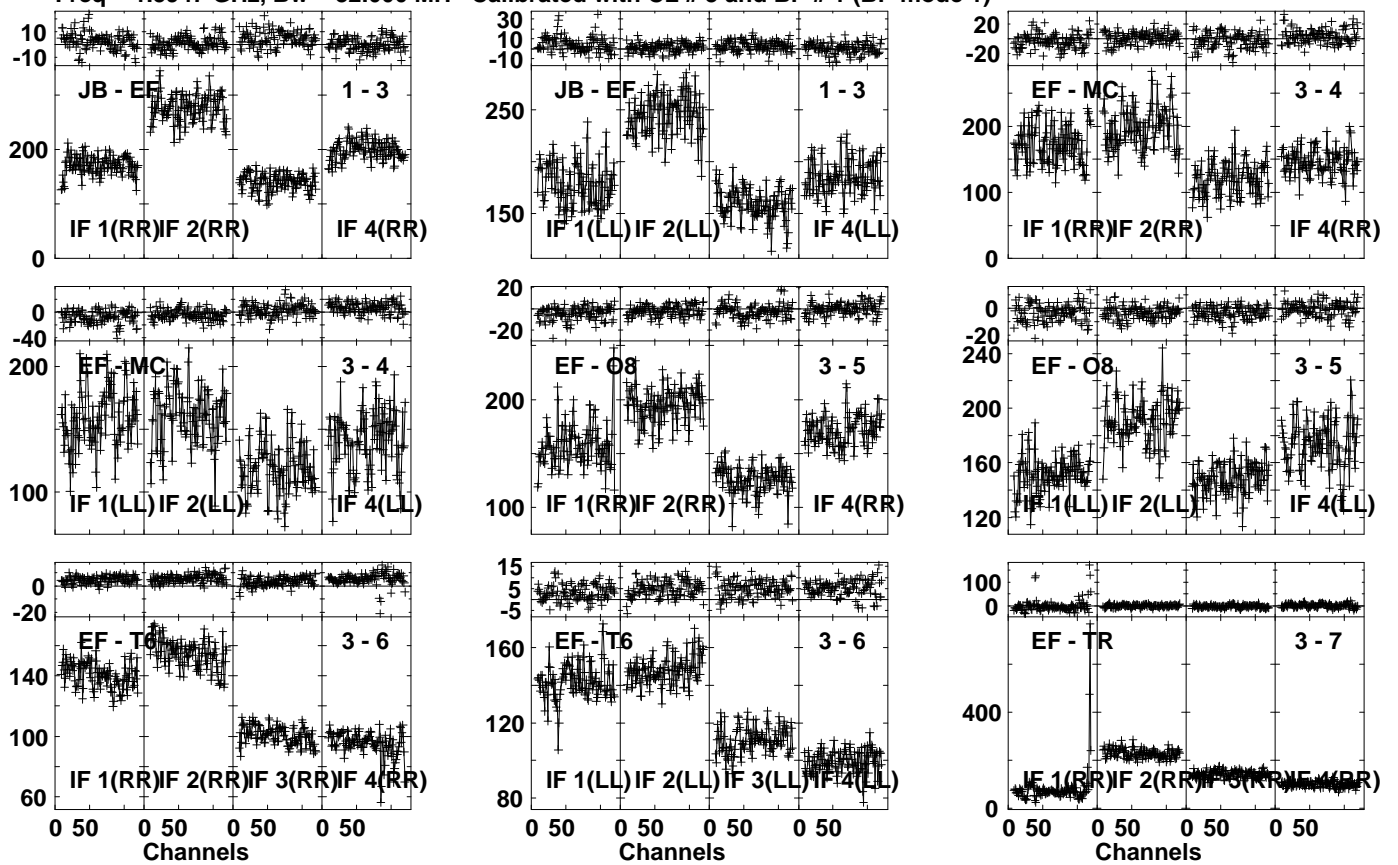 Freq GHz, Bw MH Calibrated with CL # and BP # (BP mode
10
-10
JB - EF 1 - 3
200
IF 1(RR) IF 2(RR) IF 4(RR)
0
30
10
-10
JB - EF 1 - 3
250
150
IF 1(LL) IF 2(LL) IF 4(LL)
20
-20
EF - MC 3 - 4
200
100
IF 1(RR) IF 2(RR) IF 4(RR)
0
0
-40
EF - MC 3 - 4
200
100
IF 1(LL) IF 2(LL) IF 4(LL)
20
0
-20
EF - O8 3 - 5
200
100
IF 1(RR) IF 2(RR) IF 4(RR)
0
-20
EF - O8 3 - 5
240
200
160
120
IF 1(LL) IF 2(LL) IF 4(LL)
0
-20
EF - T6 3 - 6
140
100
60
IF 1(RR) IF 2(RR) IF 3(RR) IF 4(RR)
0 50 0 50 0 50 0 50
Channels
15
5
-5
EF - T6 3 - 6
160
120
80
IF 1(LL) IF 2(LL) IF 3(LL) IF 4(LL)
0 50 0 50 0 50 0 50
Channels
100
0
EF - TR 3 - 7
400
0
IF 1(RR) IF 2(RR) IF 3(RR) IF 4(RR)
0 50 0 50 0 50 0 50
Channels